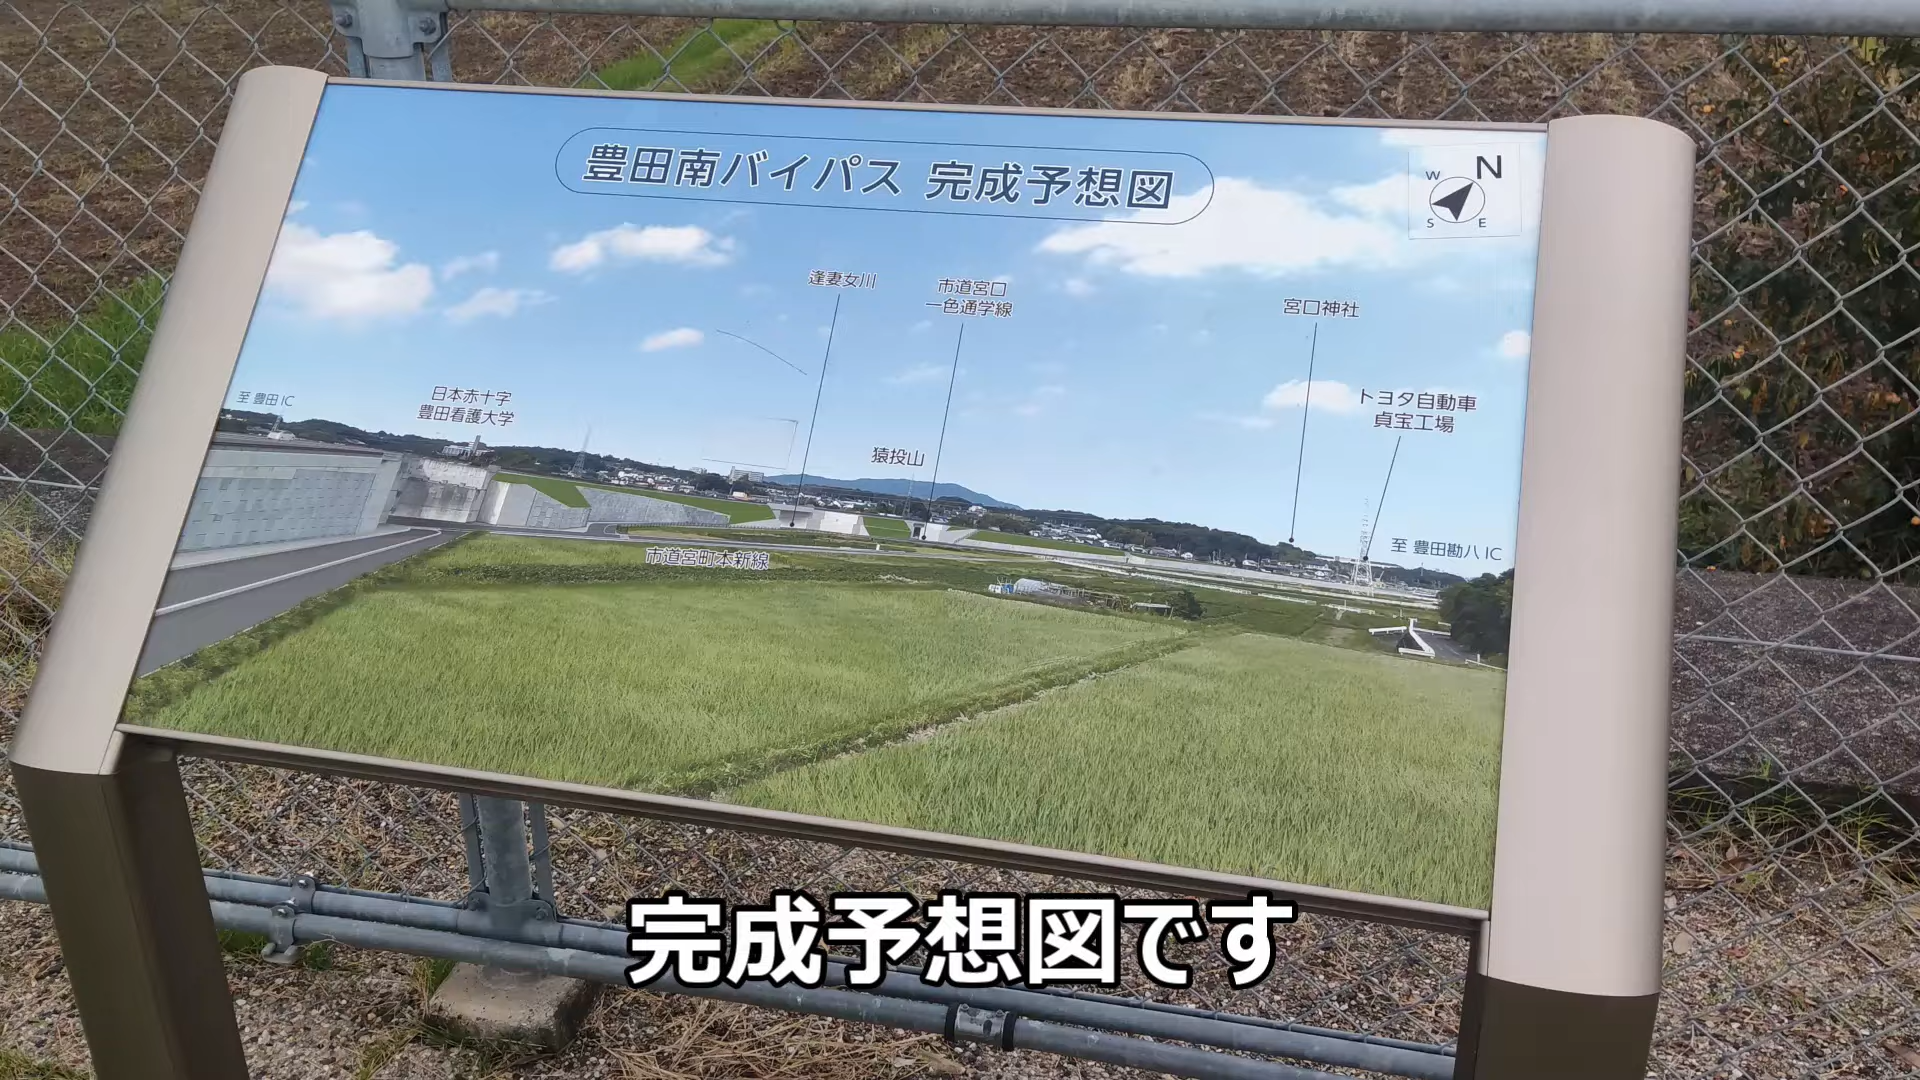 豊田南バイパス 完成予想図
N
W
S
E
逢妻女川
市道宮口
一色通学線
宮口神社
トヨタ自動車
貞宝工場
至 豊田IC
日本赤十字
豊田看護大学
猿投山
至 豊田勘八IC
市道宮町本新線
完成予想図です